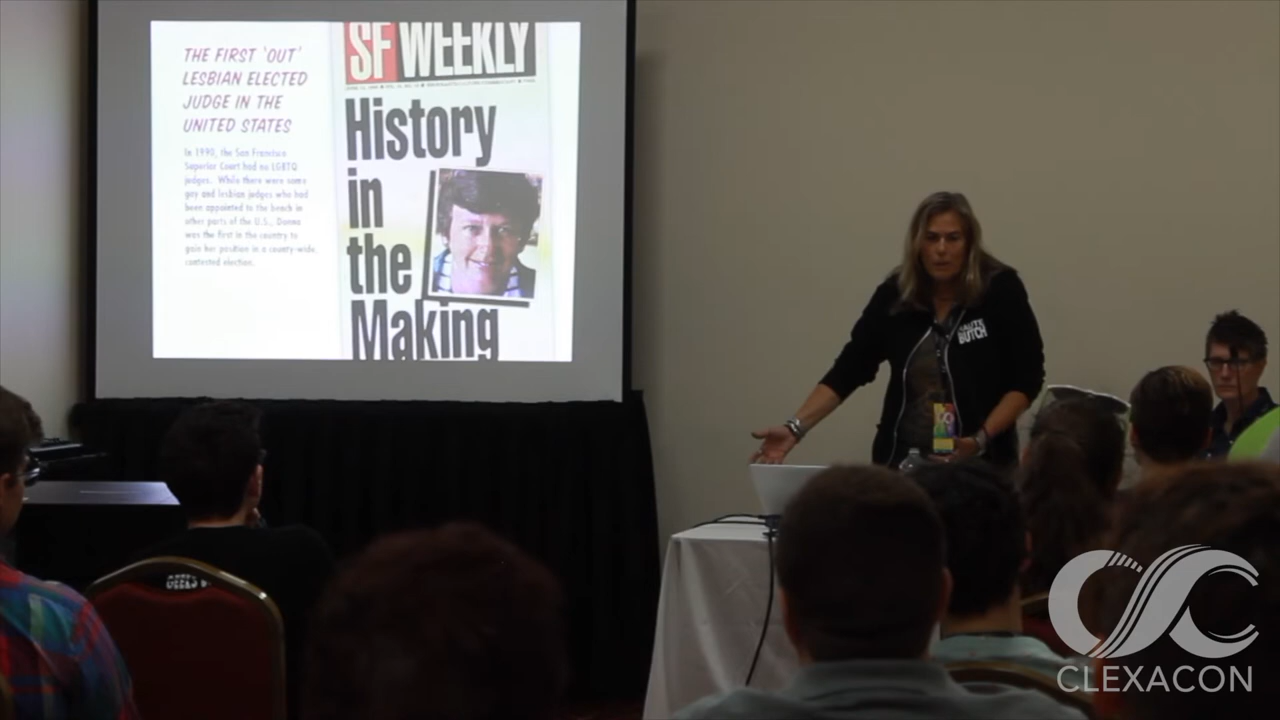 THE FIRST 'OUT'
LESBIAN ELECTED
JUDGE IN THE
UNITED STATES
In 1990, the San Francisco
Superior Court had no LGBTQ
judges. While there were some
gay and lesbian judges who had
been appointed to the bench in
other parts of the U.S., Donna
was the first in the country to
gain her position in a county-wide,
contested election.
SF WEEKLY
History
in
the
Making
HAUTE
BUTCH
CLEXACON